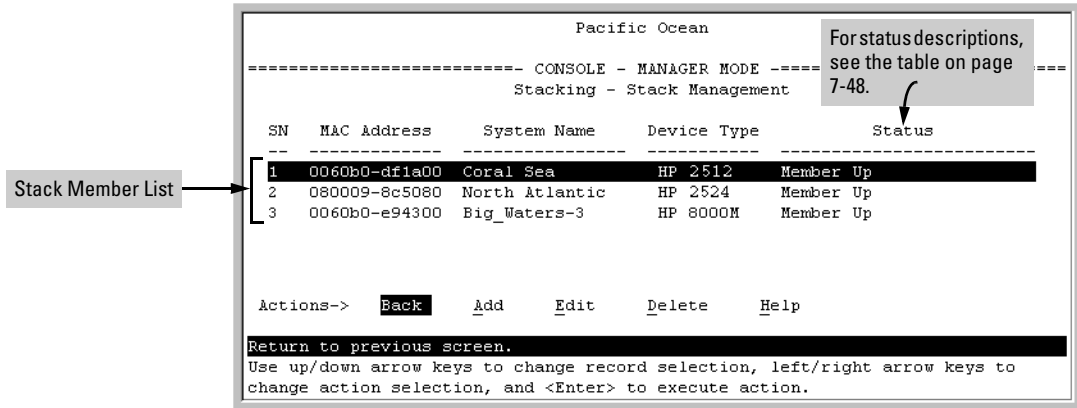 Pacific Ocean
For status descriptions,
see the table on page
7-48.
==========================- CONSOLE - MANAGER MODE -==========================
Stacking - Stack Management
SN MAC Address System Name Device Type Status
-- ------------- ---------------- ----------- -------------------------
Stack Member List
1 0060b0-df1a00 Coral Sea HP 2512 Member Up
2 080009-8c5080 North Atlantic HP 2524 Member Up
3 0060b0-e94300 Big_Waters-3 HP 8000M Member Up
Actions-> Back Add Edit Delete Help
Return to previous screen.
Use up/down arrow keys to change record selection, left/right arrow keys to
change action selection, and <Enter> to execute action.